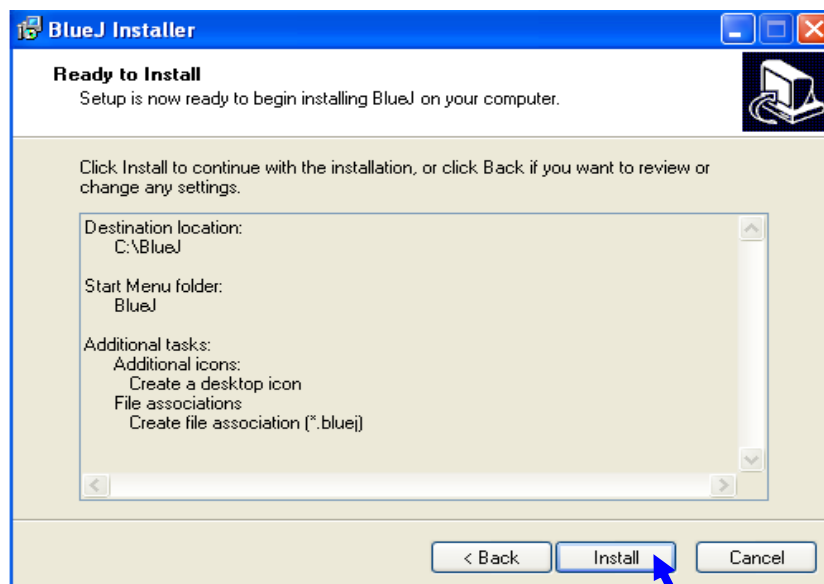 BlueJ Installer
Ready to Install
Setup is now ready to begin installing BlueJ on your computer.
Click Install to continue with the installation, or click Back if you want to review or
change any settings.
Destination location:
C:\BlueJ
Start Menu folder:
BlueJ
Additional tasks:
Additional icons:
Create a desktop icon
File associations
Create file association (*.bluej)
< Back
Install
Cancel